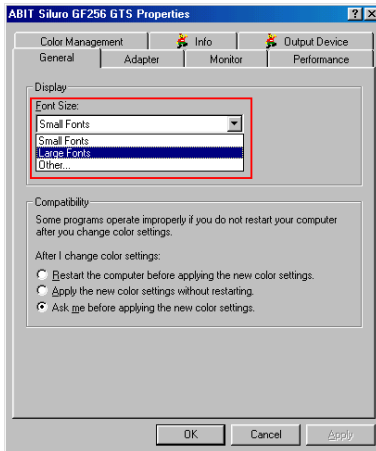 ABIT Siluro GF256 GTS Properties
Color Management Info Output Device
General Adapter Monitor Performance
Display
Font Size:
Small Fonts
Small Fonts
Large Fonts
Other...
Compatibility
Some programs operate improperly if you do not restart your computer
after you change color settings.
After I change color settings:
Restart the computer before applying the new color settings.
Apply the new color settings without restarting.
Ask me before applying the new color settings.
OK Cancel Apply